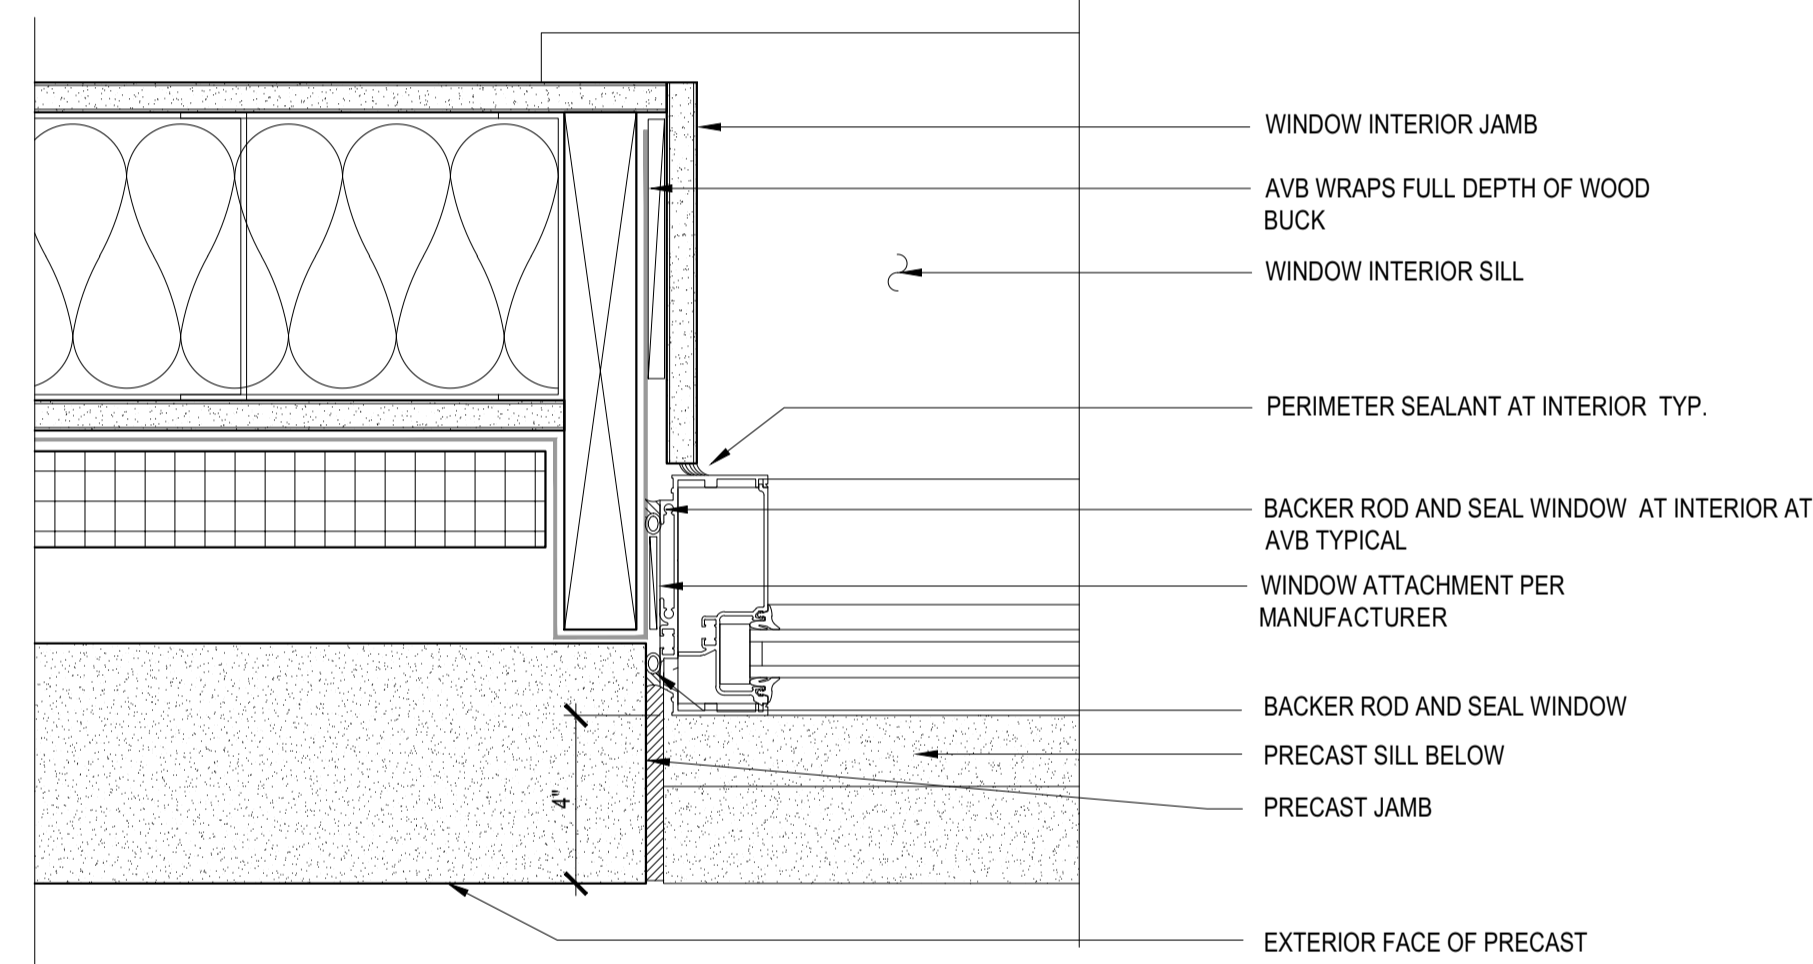 WINDOW INTERIOR JAMB
AVB WRAPS FULL DEPTH OF WOOD
BUCK
WINDOW INTERIOR SILL
PERIMETER SEALANT AT INTERIOR TYP.
BACKER ROD AND SEAL WINDOW AT INTERIOR AT
AVB TYPICAL
WINDOW ATTACHMENT PER
MANUFACTURER
BACKER ROD AND SEAL WINDOW
PRECAST SILL BELOW
4"
PRECAST JAMB
EXTERIOR FACE OF PRECAST